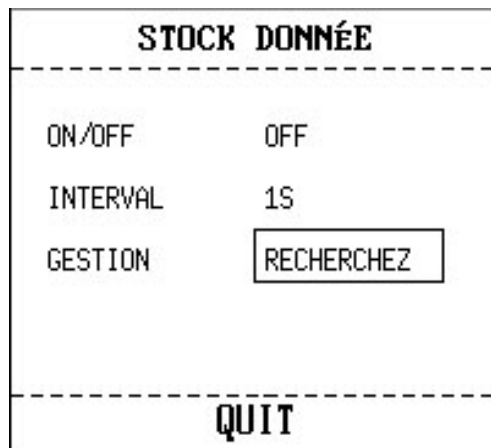 STOCK DONNÉE
ON/OFF OFF
INTERVAL 1S
GESTION RECHERCHEZ
QUIT